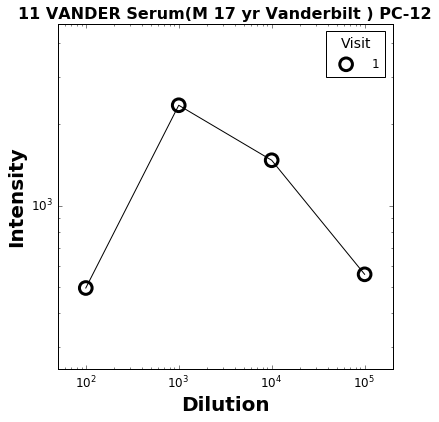 11 VANDER Serum(M 17 yr Vanderbilt ) PC-12
Visit
1
Intensity
10^3
10^2 10^3 10^4 10^5
Dilution